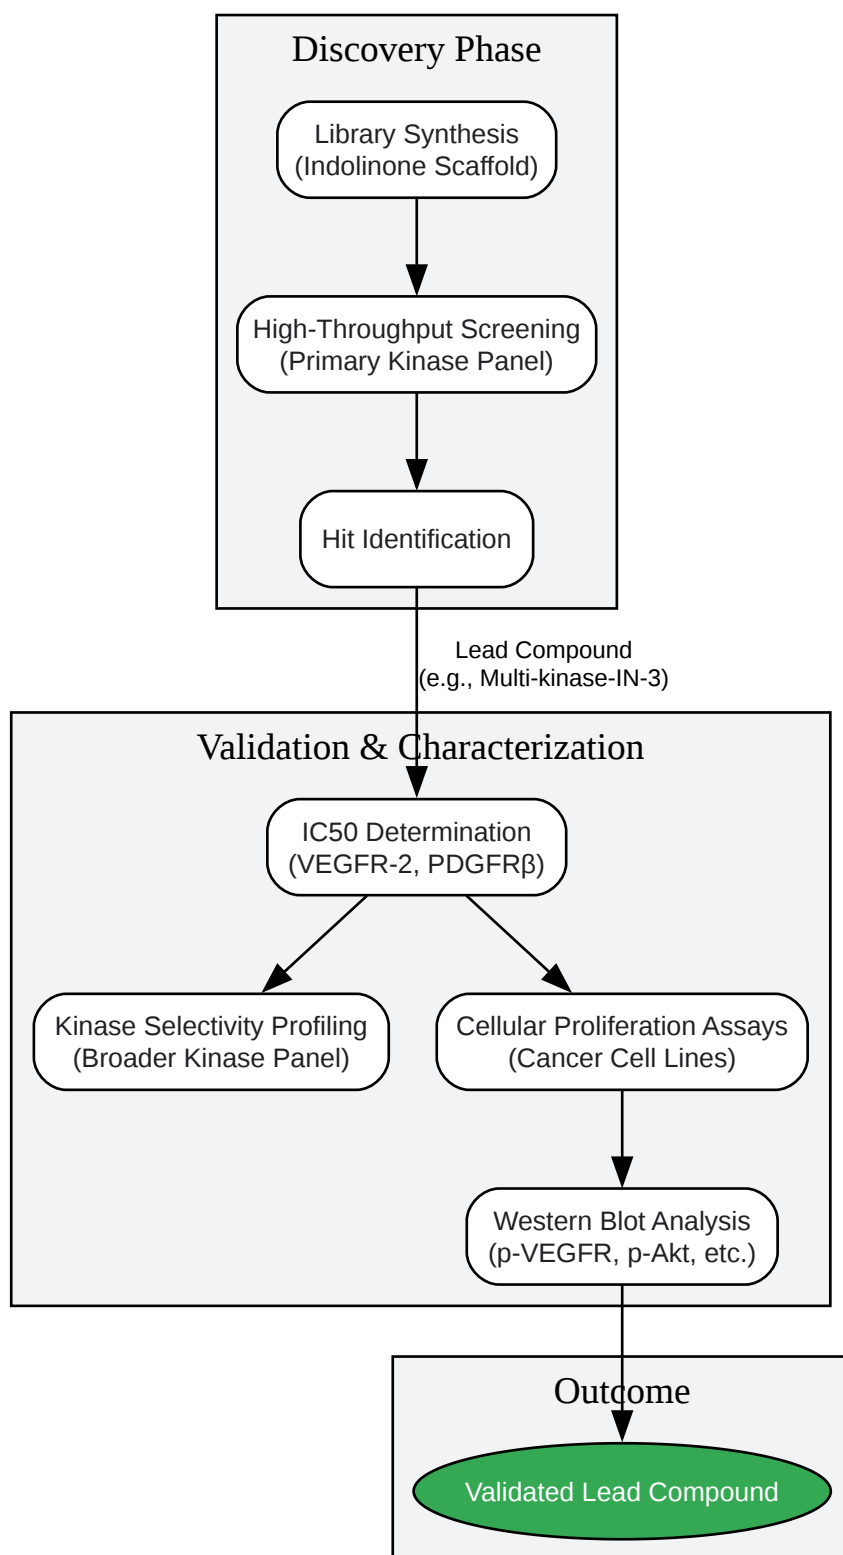 Discovery Phase
Library Synthesis
(Indolinone Scaffold)
High-Throughput Screening
(Primary Kinase Panel)
Hit Identification
Lead Compound
(e.g., Multi-kinase-IN-3)
Validation & Characterization
IC50 Determination
(VEGFR-2, PDGFRβ)
Kinase Selectivity Profiling
(Broader Kinase Panel)
Cellular Proliferation Assays
(Cancer Cell Lines)
Western Blot Analysis
(p-VEGFR, p-Akt, etc.)
Outcome
Validated Lead Compound